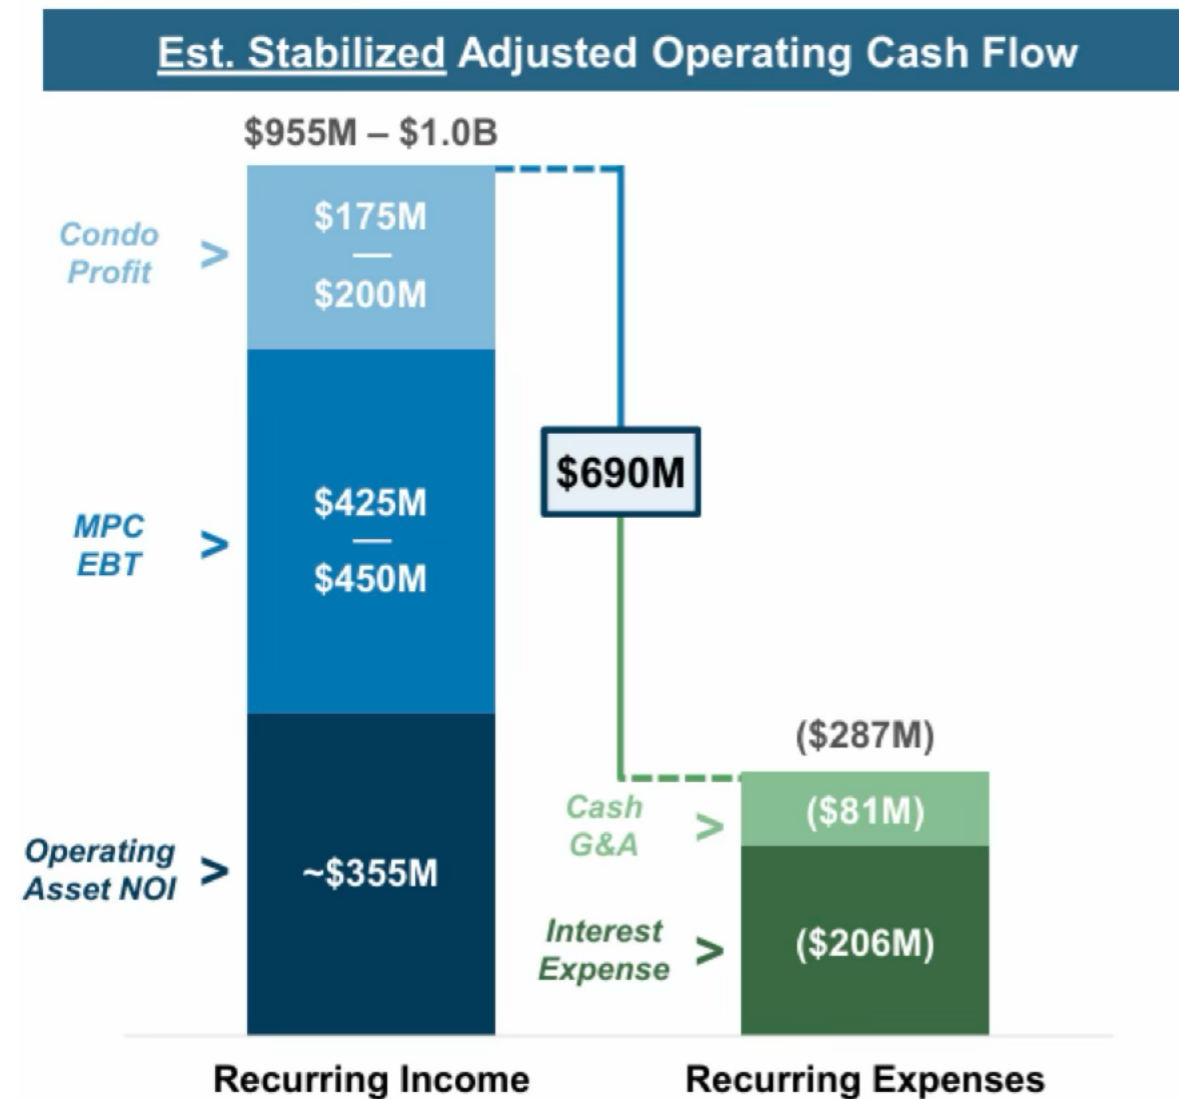 Est. Stabilized Adjusted Operating Cash Flow
$955M – $1.0B
Condo
Profit
>
$175M
—
$200M
MPC
EBT
>
$425M
—
$450M
$690M
Operating
Asset NOI
>
~$355M
($287M)
Cash
G&A
>
($81M)
Interest
Expense
>
($206M)
Recurring Income
Recurring Expenses